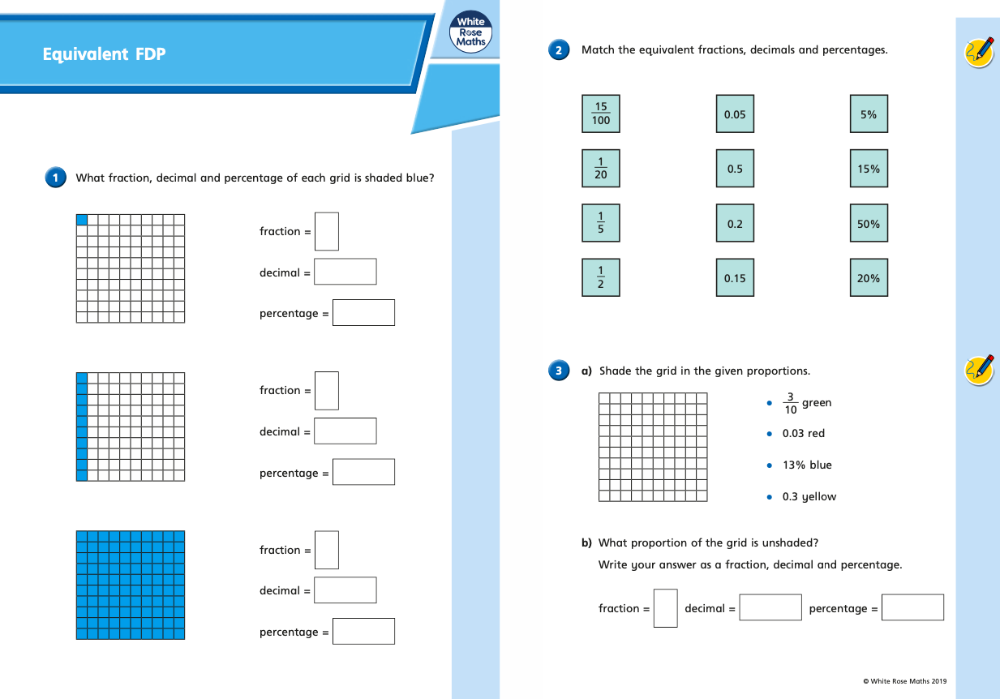 Equivalent FDP
White
Rose
Maths
1 What fraction, decimal and percentage of each grid is shaded blue?
fraction =
decimal =
percentage =
fraction =
decimal =
percentage =
fraction =
decimal =
percentage =
2 Match the equivalent fractions, decimals and percentages.
15/100 0.05 5%
1/20 0.5 15%
1/5 0.2 50%
1/2 0.15 20%
3 a) Shade the grid in the given proportions.
• 3/10 green
• 0.03 red
• 13% blue
• 0.3 yellow
b) What proportion of the grid is unshaded?
Write your answer as a fraction, decimal and percentage.
fraction = decimal = percentage =
© White Rose Maths 2019